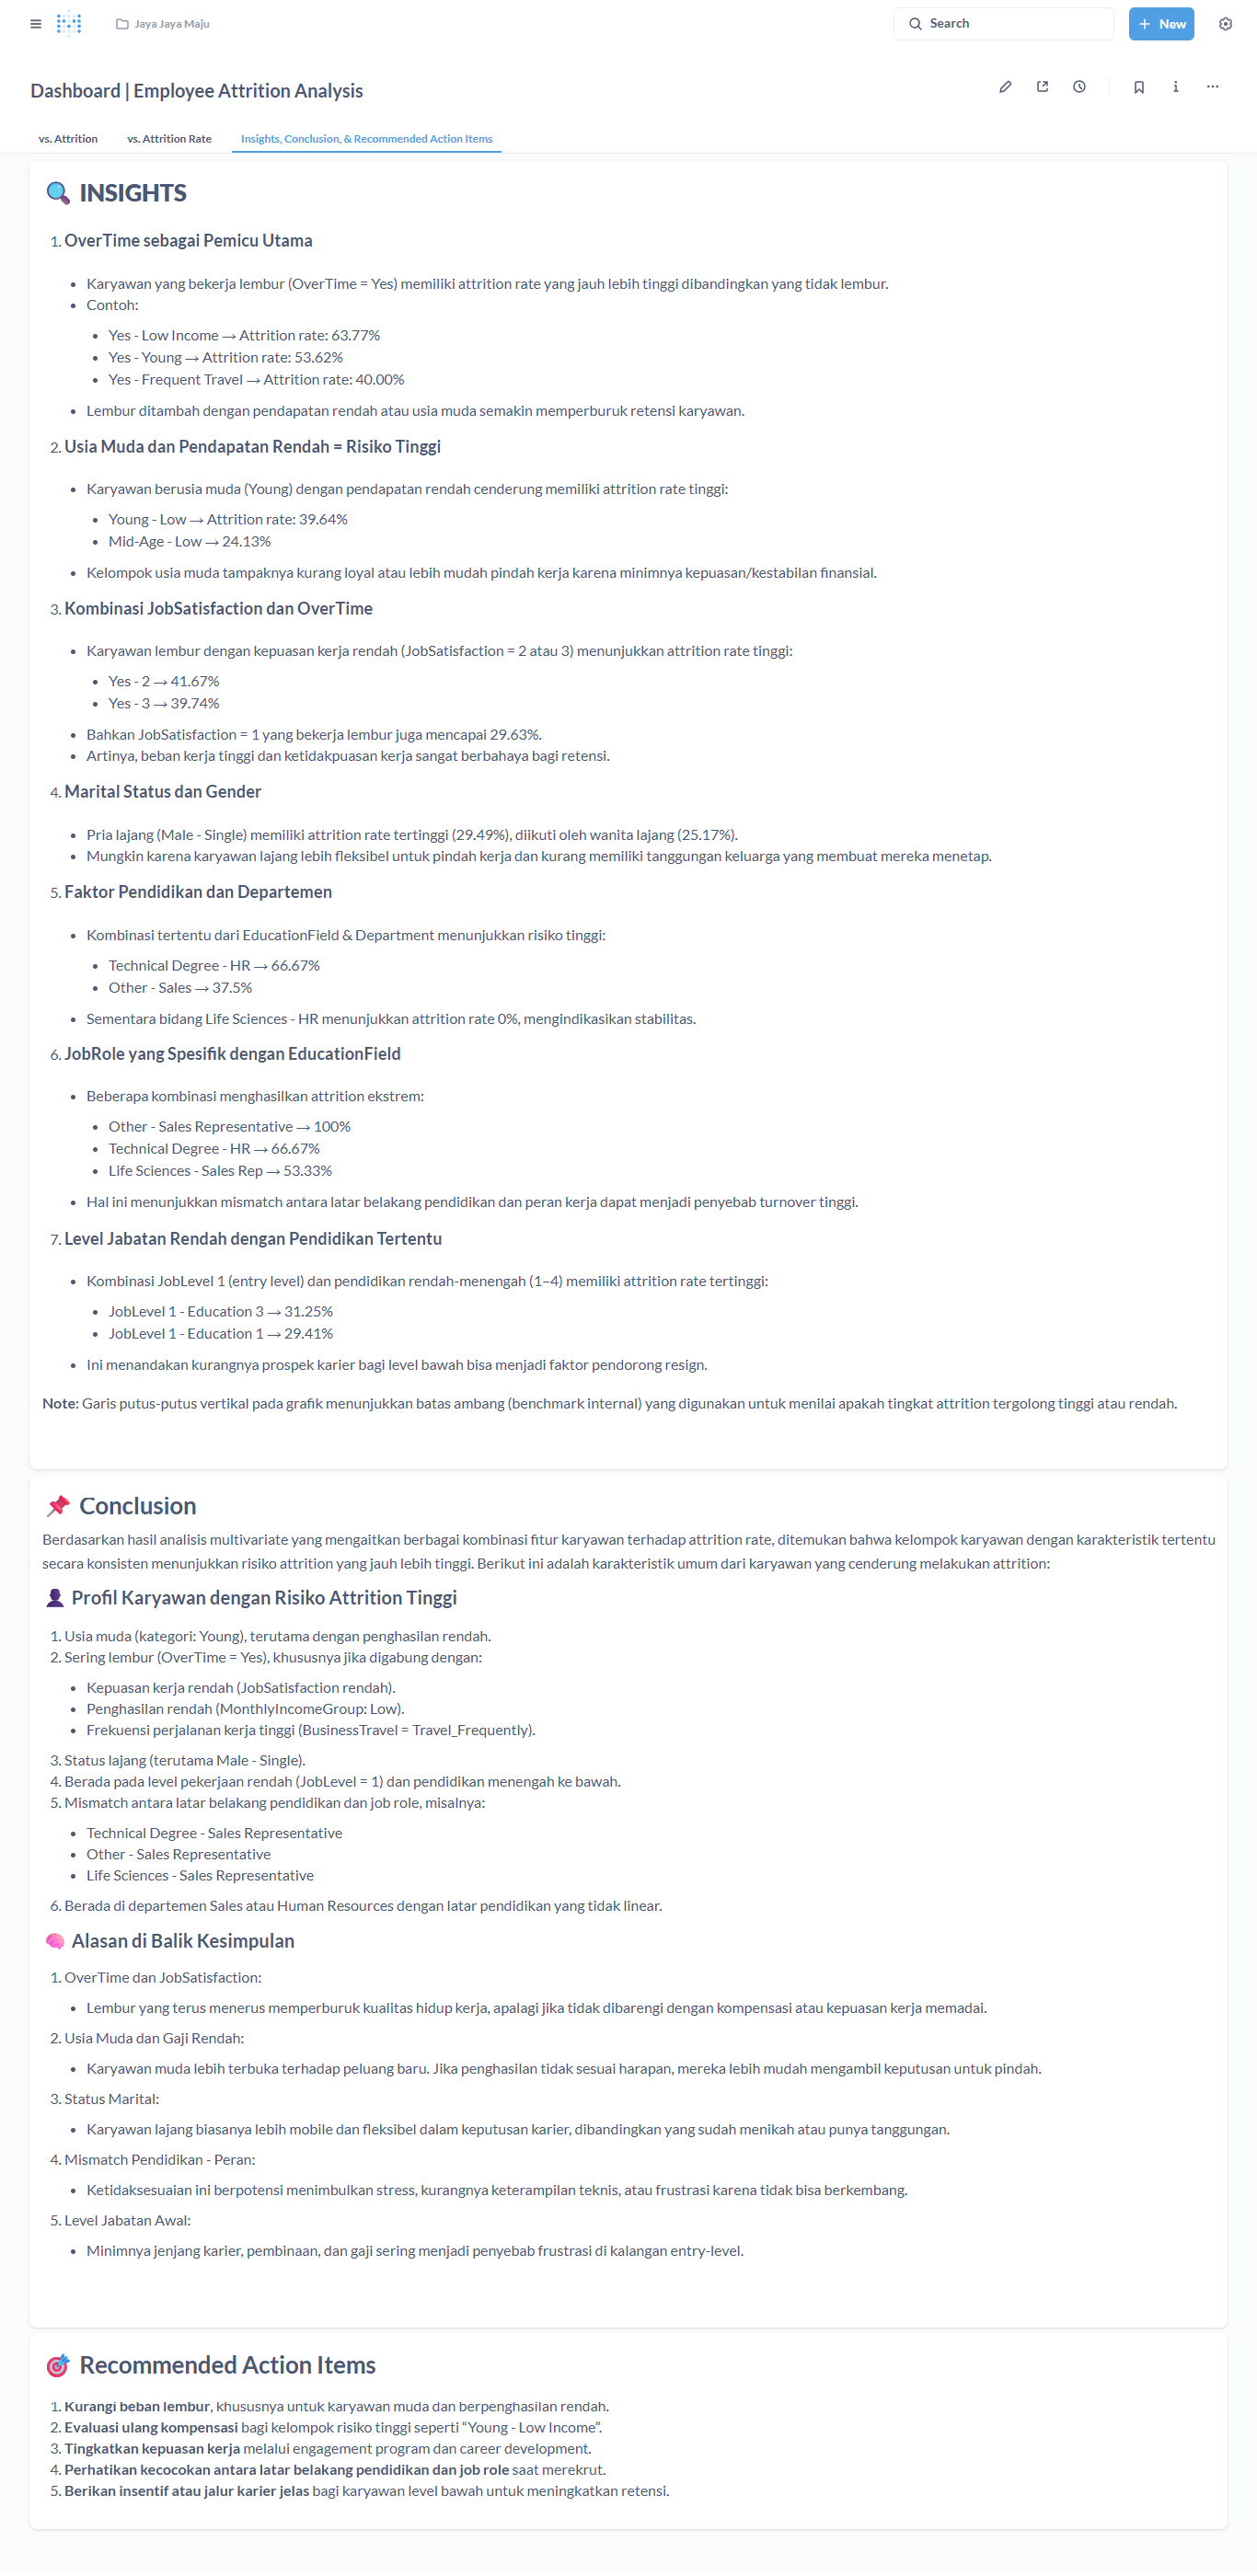 Jaya Jaya Maju
Search
New
Dashboard | Employee Attrition Analysis
vs. Attrition
vs. Attrition Rate
Insights, Conclusion, & Recommended Action Items
INSIGHTS
1. OverTime sebagai Pemicu Utama
• Karyawan yang bekerja lembur (OverTime = Yes) memiliki attrition rate yang jauh lebih tinggi dibandingkan yang tidak lembur.
• Contoh:
• Yes - Low Income → Attrition rate: 63.77%
• Yes - Young → Attrition rate: 53.62%
• Yes - Frequent Travel → Attrition rate: 40.00%
• Lembur ditambah dengan pendapatan rendah atau usia muda semakin memperburuk retensi karyawan.
2. Usia Muda dan Pendapatan Rendah = Risiko Tinggi
• Karyawan berusia muda (Young) dengan pendapatan rendah cenderung memiliki attrition rate tinggi:
• Young - Low → Attrition rate: 39.64%
• Mid-Age - Low → 24.13%
• Kelompok usia muda tampaknya kurang loyal atau lebih mudah pindah kerja karena minimnya kepuasan/kestabilan finansial.
3. Kombinasi JobSatisfaction dan OverTime
• Karyawan lembur dengan kepuasan kerja rendah (JobSatisfaction = 2 atau 3) menunjukkan attrition rate tinggi:
• Yes - 2 → 41.67%
• Yes - 3 → 39.74%
• Bahkan JobSatisfaction = 1 yang bekerja lembur juga mencapai 29.63%.
• Artinya, beban kerja tinggi dan ketidakpuasan kerja sangat berbahaya bagi retensi.
4. Marital Status dan Gender
• Pria lajang (Male - Single) memiliki attrition rate tertinggi (29.49%), diikuti oleh wanita lajang (25.17%).
• Mungkin karena karyawan lajang lebih fleksibel untuk pindah kerja dan kurang memiliki tanggungan keluarga yang membuat mereka menetap.
5. Faktor Pendidikan dan Departemen
• Kombinasi tertentu dari EducationField & Department menunjukkan risiko tinggi:
• Technical Degree - HR → 66.67%
• Other - Sales → 37.5%
• Sementara bidang Life Sciences - HR menunjukkan attrition rate 0%, mengindikasikan stabilitas.
6. JobRole yang Spesifik dengan EducationField
• Beberapa kombinasi menghasilkan attrition ekstrem:
• Other - Sales Representative → 100%
• Technical Degree - HR → 66.67%
• Life Sciences - Sales Rep → 53.33%
• Hal ini menunjukkan mismatch antara latar belakang pendidikan dan peran kerja dapat menjadi penyebab turnover tinggi.
7. Level Jabatan Rendah dengan Pendidikan Tertentu
• Kombinasi JobLevel 1 (entry level) dan pendidikan rendah-menengah (1–4) memiliki attrition rate tertinggi:
• JobLevel 1 - Education 3 → 31.25%
• JobLevel 1 - Education 1 → 29.41%
• Ini menandakan kurangnya prospek karier bagi level bawah bisa menjadi faktor pendorong resign.
Note: Garis putus-putus vertikal pada grafik menunjukkan batas ambang (benchmark internal) yang digunakan untuk menilai apakah tingkat attrition tergolong tinggi atau rendah.
Conclusion
Berdasarkan hasil analisis multivariate yang mengaitkan berbagai kombinasi fitur karyawan terhadap attrition rate, ditemukan bahwa kelompok karyawan dengan karakteristik tertentu
secara konsisten menunjukkan risiko attrition yang jauh lebih tinggi. Berikut ini adalah karakteristik umum dari karyawan yang cenderung melakukan attrition:
Profil Karyawan dengan Risiko Attrition Tinggi
1. Usia muda (kategori: Young), terutama dengan penghasilan rendah.
2. Sering lembur (OverTime = Yes), khususnya jika digabung dengan:
• Kepuasan kerja rendah (JobSatisfaction rendah).
• Penghasilan rendah (MonthlyIncomeGroup: Low).
• Frekuensi perjalanan kerja tinggi (BusinessTravel = Travel_Frequently).
3. Status lajang (terutama Male - Single).
4. Berada pada level pekerjaan rendah (JobLevel = 1) dan pendidikan menengah ke bawah.
5. Mismatch antara latar belakang pendidikan dan job role, misalnya:
• Technical Degree - Sales Representative
• Other - Sales Representative
• Life Sciences - Sales Representative
6. Berada di departemen Sales atau Human Resources dengan latar pendidikan yang tidak linear.
Alasan di Balik Kesimpulan
1. OverTime dan JobSatisfaction:
• Lembur yang terus menerus memperburuk kualitas hidup kerja, apalagi jika tidak dibarengi dengan kompensasi atau kepuasan kerja memadai.
2. Usia Muda dan Gaji Rendah:
• Karyawan muda lebih terbuka terhadap peluang baru. Jika penghasilan tidak sesuai harapan, mereka lebih mudah mengambil keputusan untuk pindah.
3. Status Marital:
• Karyawan lajang biasanya lebih mobile dan fleksibel dalam keputusan karier, dibandingkan yang sudah menikah atau punya tanggungan.
4. Mismatch Pendidikan - Peran:
• Ketidaksesuaian ini berpotensi menimbulkan stress, kurangnya keterampilan teknis, atau frustrasi karena tidak bisa berkembang.
5. Level Jabatan Awal:
• Minimnya jenjang karier, pembinaan, dan gaji sering menjadi penyebab frustrasi di kalangan entry-level.
Recommended Action Items
1. Kurangi beban lembur, khususnya untuk karyawan muda dan berpenghasilan rendah.
2. Evaluasi ulang kompensasi bagi kelompok risiko tinggi seperti “Young - Low Income”.
3. Tingkatkan kepuasan kerja melalui engagement program dan career development.
4. Perhatikan kecocokan antara latar belakang pendidikan dan job role saat merekrut.
5. Berikan insentif atau jalur karier jelas bagi karyawan level bawah untuk meningkatkan retensi.